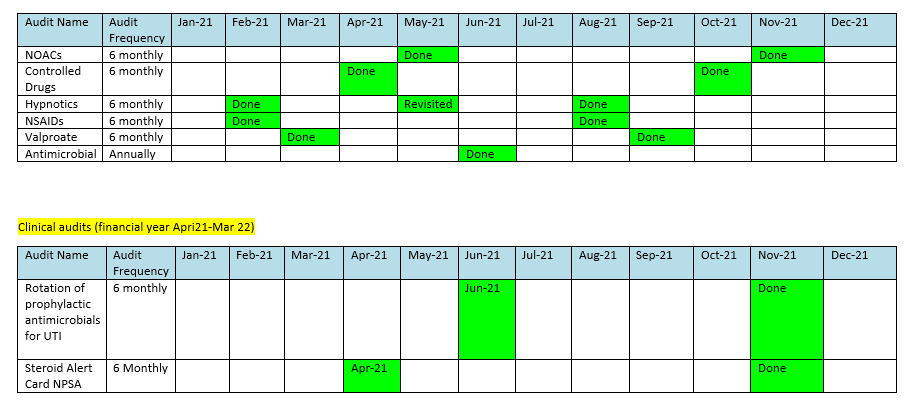 Audit Name Audit Frequency Jan-21 Feb-21 Mar-21 Apr-21 May-21 Jun-21 Jul-21 Aug-21 Sep-21 Oct-21 Nov-21 Dec-21
NOACs 6 monthly Done Done
Controlled Drugs 6 monthly Done Done
Hypnotics 6 monthly Done Revisited Done
NSAIDs 6 monthly Done Done
Valproate 6 monthly Done Done
Antimicrobial Annually Done
Clinical audits (financial year Apri21-Mar 22)
Audit Name Audit Frequency Jan-21 Feb-21 Mar-21 Apr-21 May-21 Jun-21 Jul-21 Aug-21 Sep-21 Oct-21 Nov-21 Dec-21
Rotation of prophylactic antimicrobials for UTI 6 monthly Jun-21 Done
Steroid Alert Card NPSA 6 Monthly Apr-21 Done